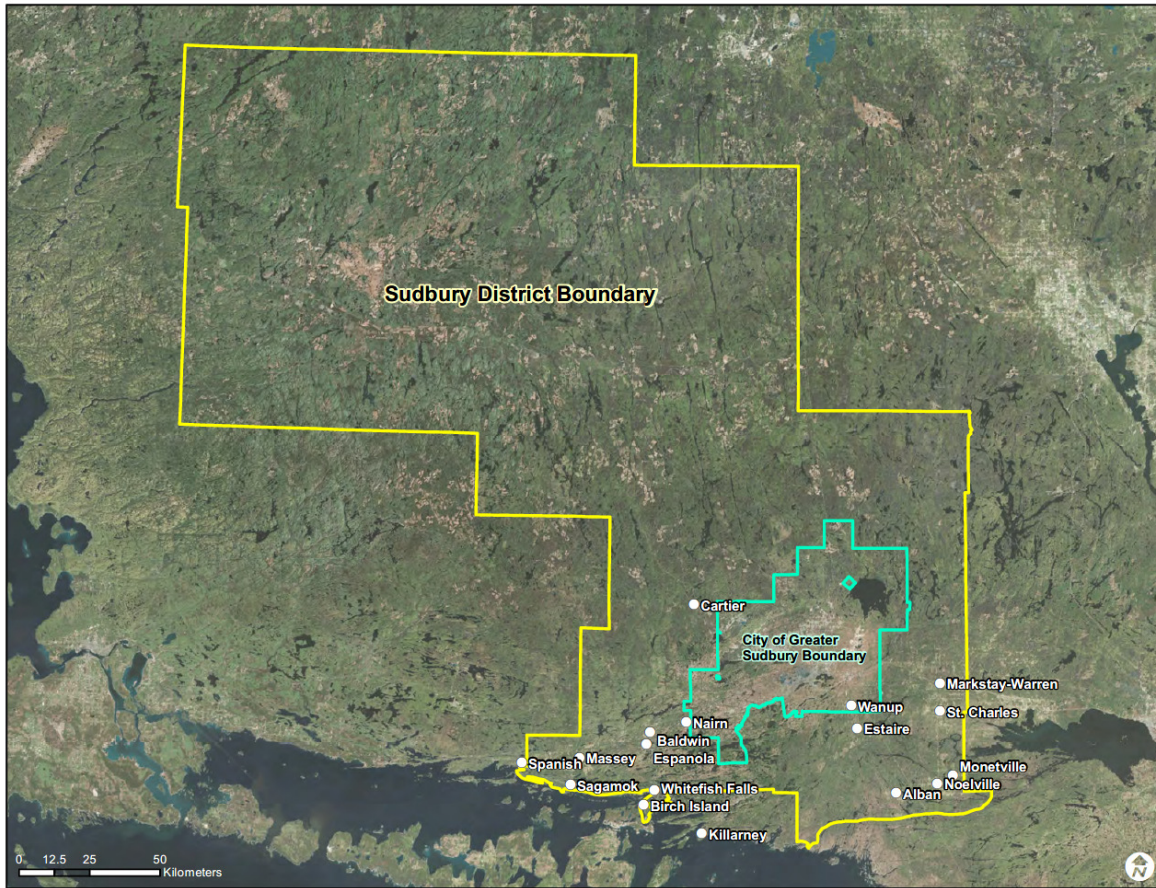 Sudbury District Boundary
Cartier
City of Greater
Sudbury Boundary
Markstay-Warren
Wanup
St. Charles
Nairn
Estaire
Baldwin
Massey
Espanola
Spanish
Monetville
Sagamok
Whitefish Falls
Noelville
Alban
Birch Island
Killarney
0 12.5 25 50
Kilometers
N